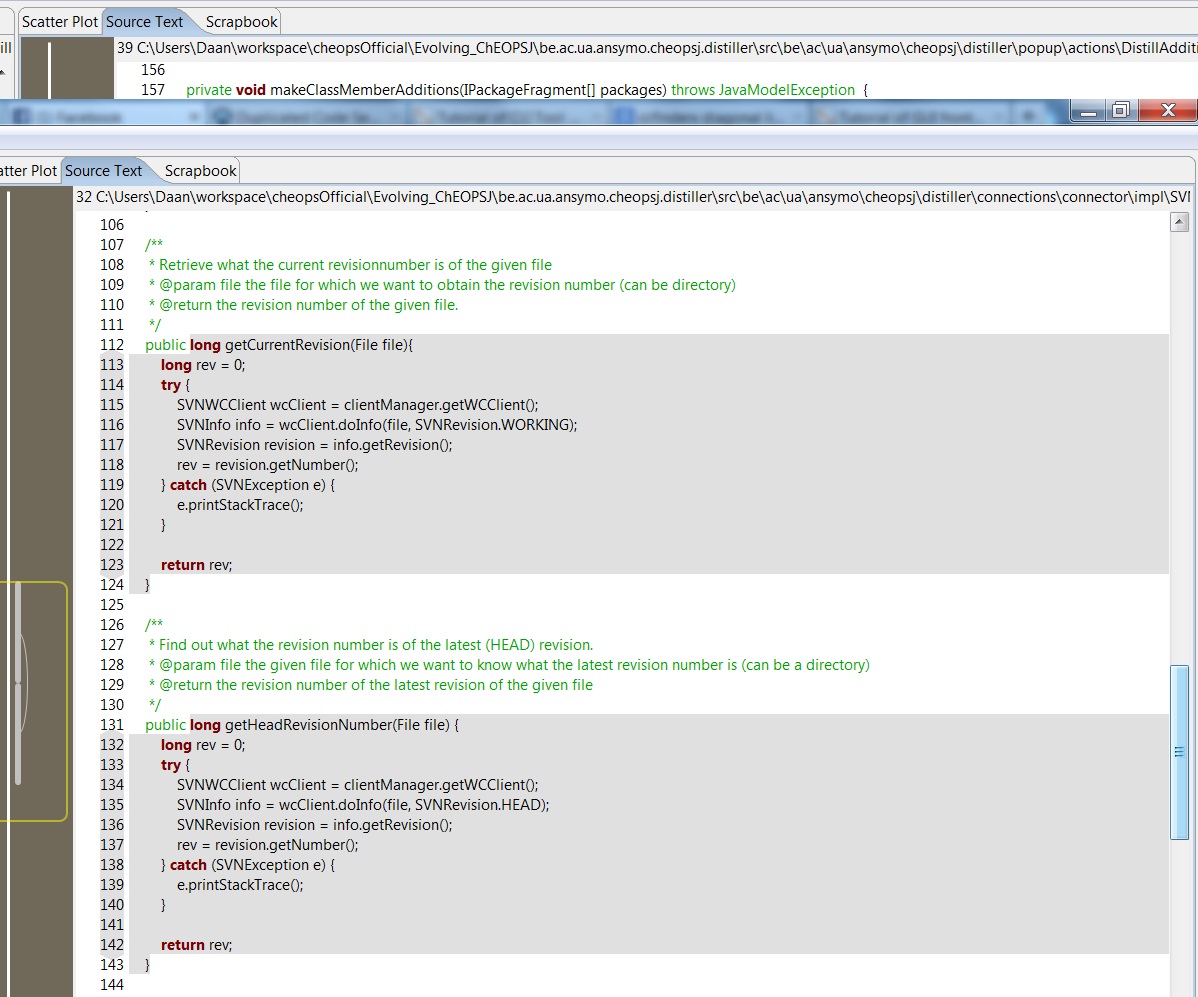 Scatter Plot Source Text Scrapbook
ill 39 C:\Users\Daan\workspace\cheopsOfficial\Evolving_ChEOPSJ\be.ac.ua.ansymo.cheopsj.distiller\src\be\ac\ua\ansymo\cheopsj\distiller\popup\actions\DistillAdditi
156
157 private void makeClassMemberAdditions(IPackageFragment[] packages) throws JavaModelException {
atter Plot Source Text Scrapbook
32 C:\Users\Daan\workspace\cheopsOfficial\Evolving_ChEOPSJ\be.ac.ua.ansymo.cheopsj.distiller\src\be\ac\ua\ansymo\cheopsj\distiller\connections\connector\impl\SVN
106
107 /**
108 * Retrieve what the current revisionnumber is of the given file
109 * @param file the file for which we want to obtain the revision number (can be directory)
110 * @return the revision number of the given file.
111 */
112 public long getCurrentRevision(File file){
113 long rev = 0;
114 try {
115 SVNWCClient wcClient = clientManager.getWCClient();
116 SVNInfo info = wcClient.doInfo(file, SVNRevision.WORKING);
117 SVNRevision revision = info.getRevision();
118 rev = revision.getNumber();
119 } catch (SVNException e) {
120 e.printStackTrace();
121 }
122
123 return rev;
124 }
125
126 /**
127 * Find out what the revision number is of the latest (HEAD) revision.
128 * @param file the given file for which we want to know what the latest revision number is (can be a directory)
129 * @return the revision number of the latest revision of the given file
130 */
131 public long getHeadRevisionNumber(File file) {
132 long rev = 0;
133 try {
134 SVNWCClient wcClient = clientManager.getWCClient();
135 SVNInfo info = wcClient.doInfo(file, SVNRevision.HEAD);
136 SVNRevision revision = info.getRevision();
137 rev = revision.getNumber();
138 } catch (SVNException e) {
139 e.printStackTrace();
140 }
141
142 return rev;
143 }
144